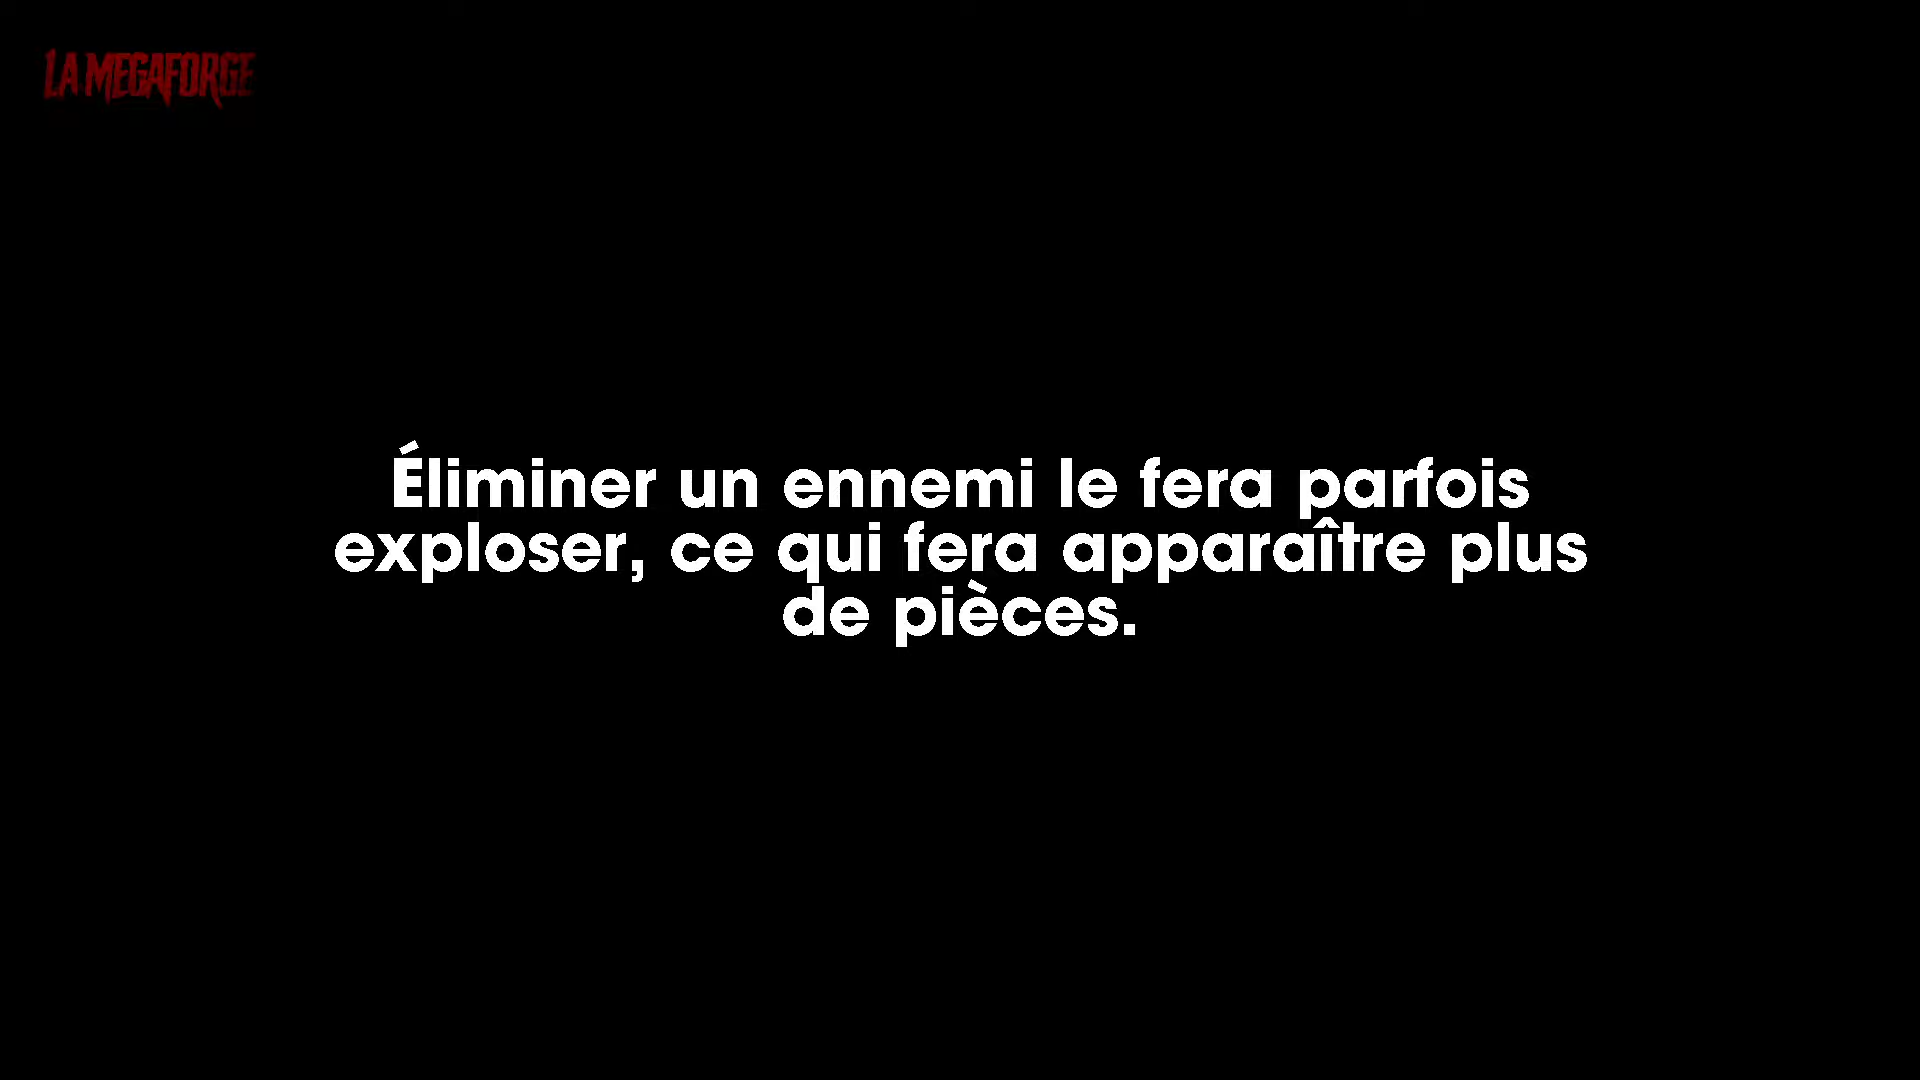 LA MEGAFORGE
Éliminer un ennemi le fera parfois
exploser, ce qui fera apparaître plus
de pièces.